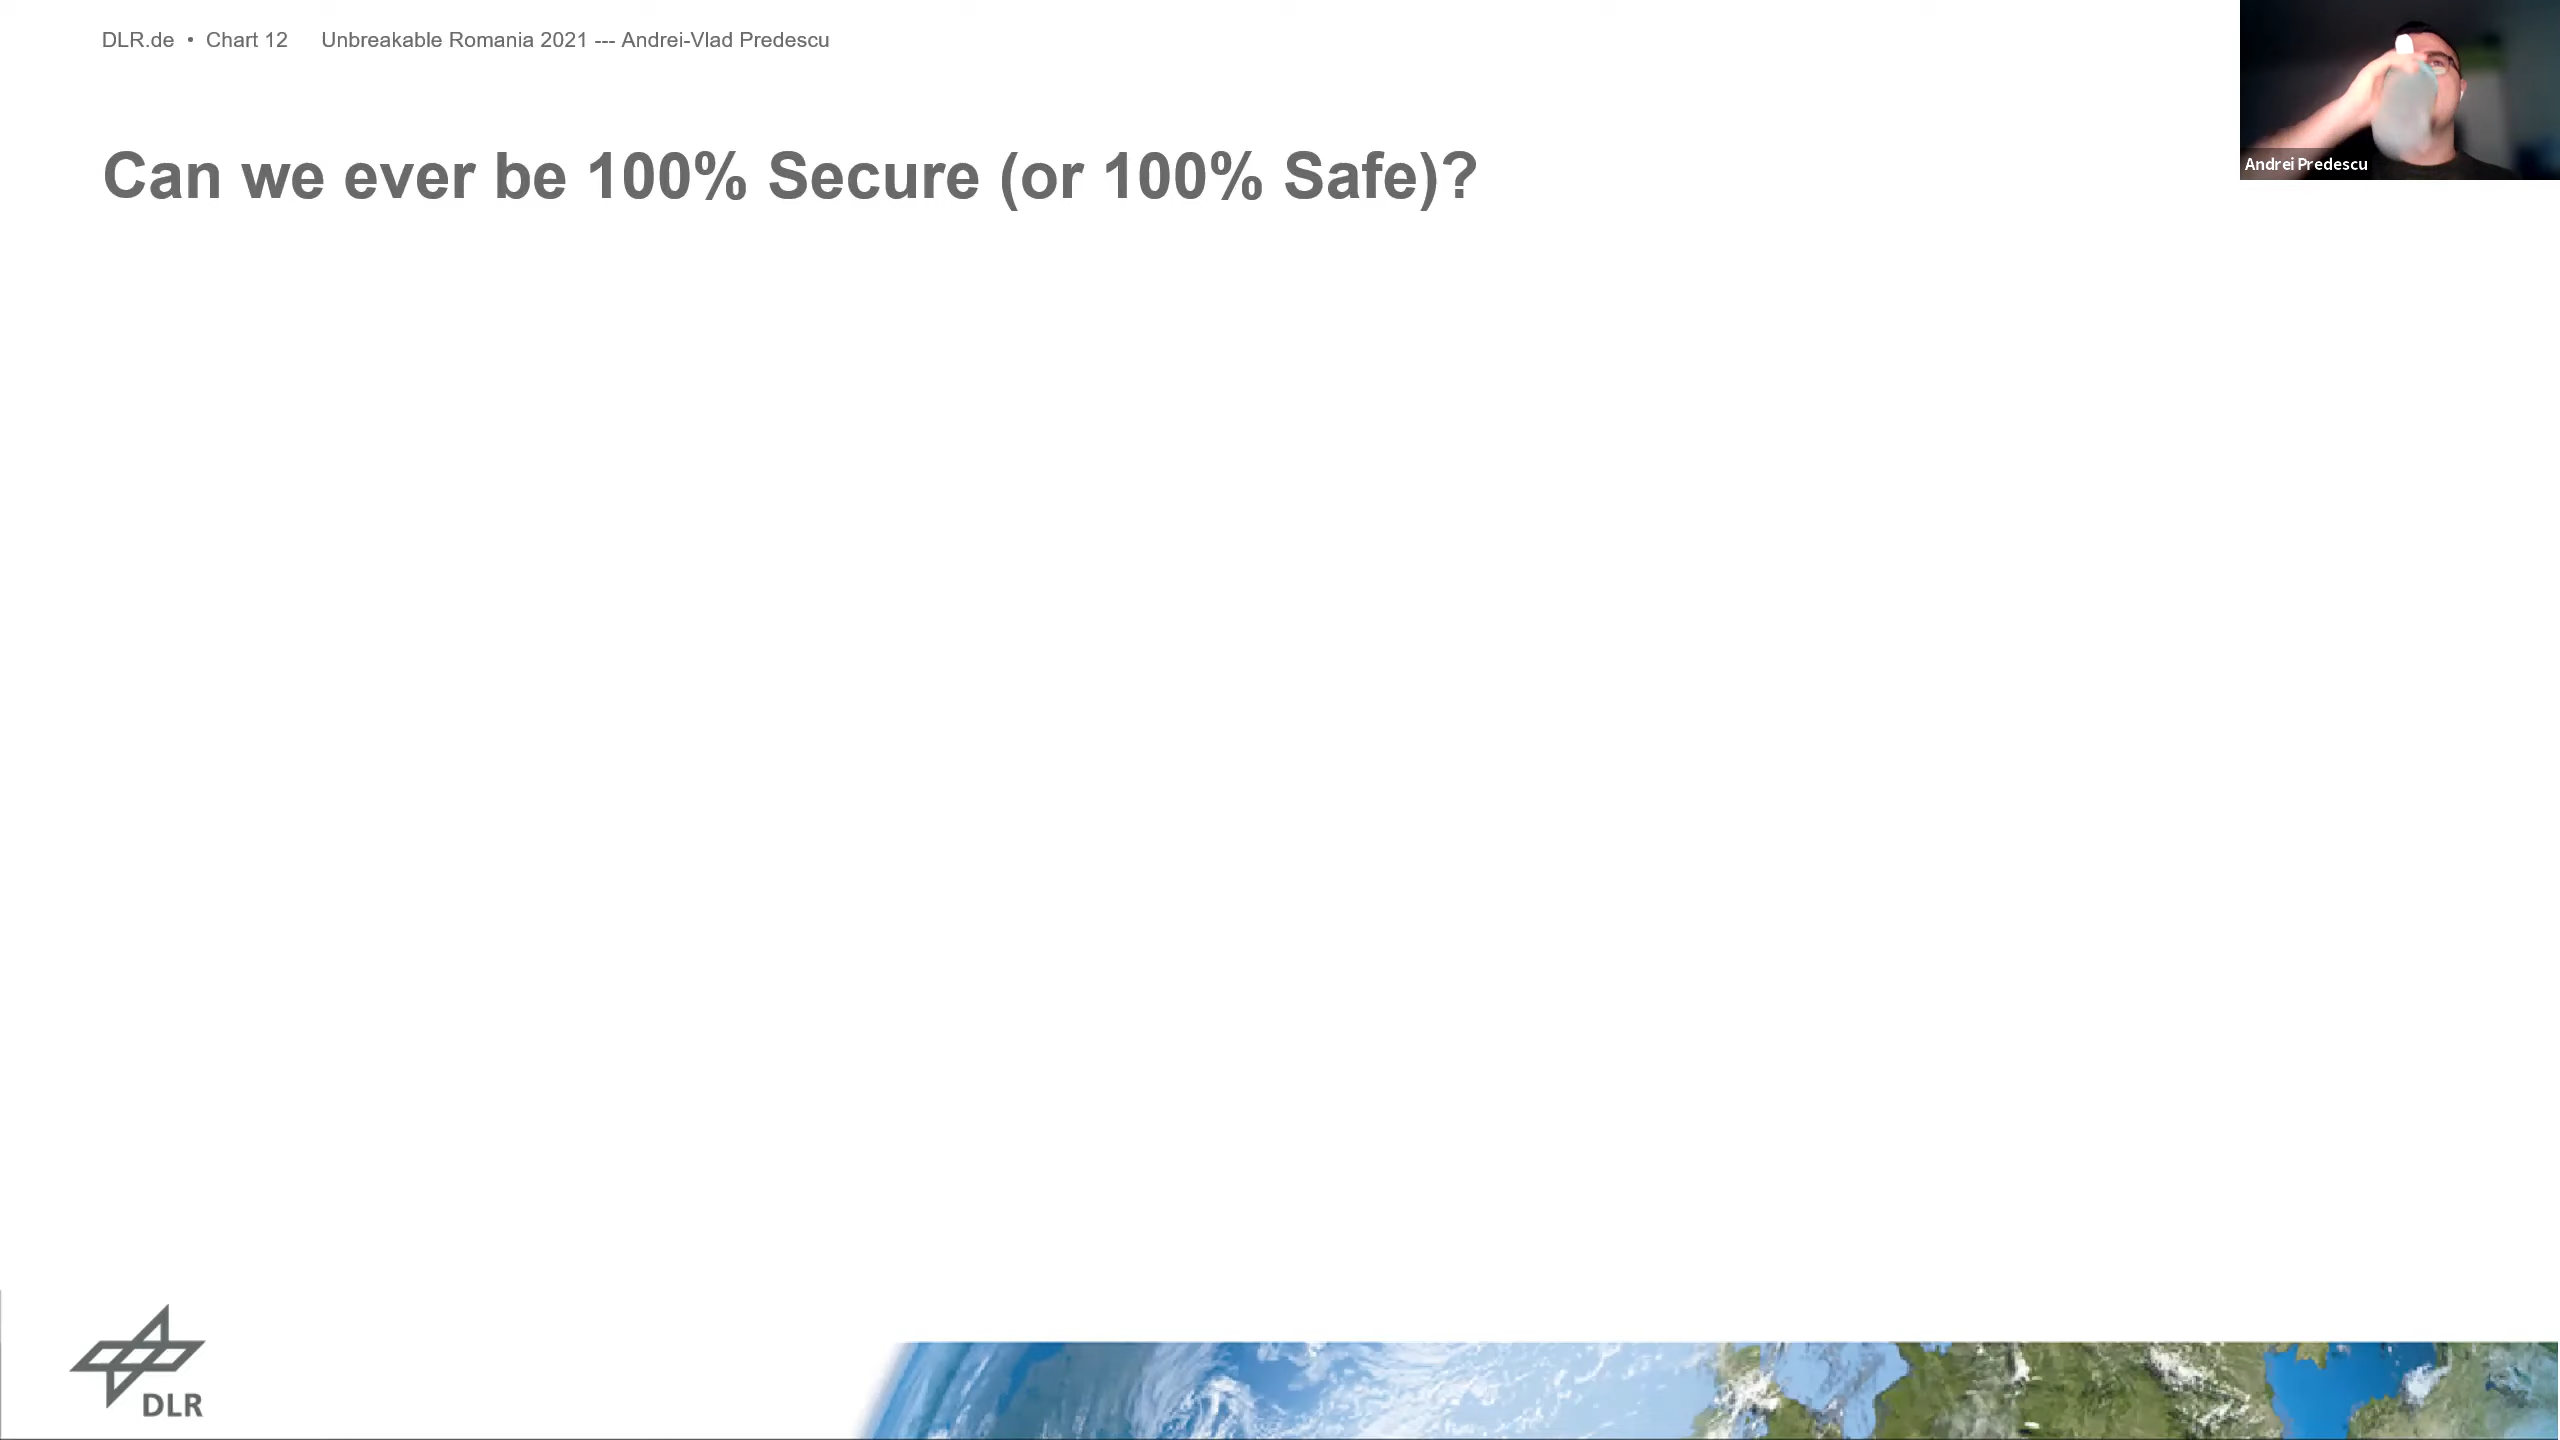 DLR.de • Chart 12 Unbreakable Romania 2021 --- Andrei-Vlad Predescu
Andrei Predescu
Can we ever be 100% Secure (or 100% Safe)?
DLR